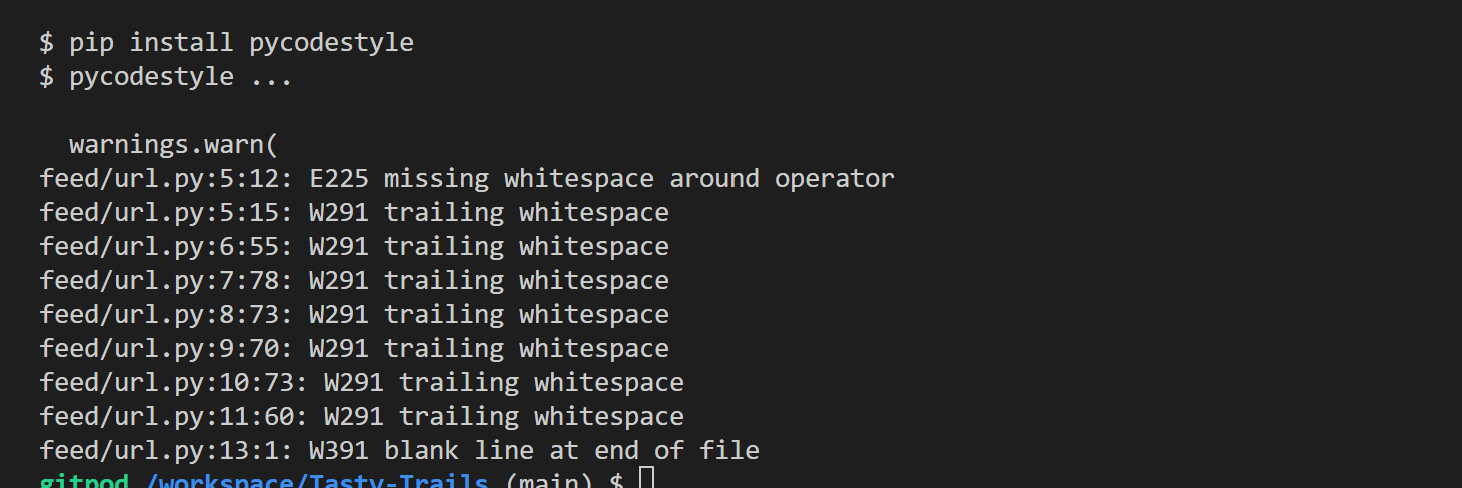 $ pip install pycodestyle
$ pycodestyle ...
warnings.warn(
feed/url.py:5:12: E225 missing whitespace around operator
feed/url.py:5:15: W291 trailing whitespace
feed/url.py:6:55: W291 trailing whitespace
feed/url.py:7:78: W291 trailing whitespace
feed/url.py:8:73: W291 trailing whitespace
feed/url.py:9:70: W291 trailing whitespace
feed/url.py:10:73: W291 trailing whitespace
feed/url.py:11:60: W291 trailing whitespace
feed/url.py:13:1: W391 blank line at end of file
gitpod /workspace/Tasty-Trails (main) $